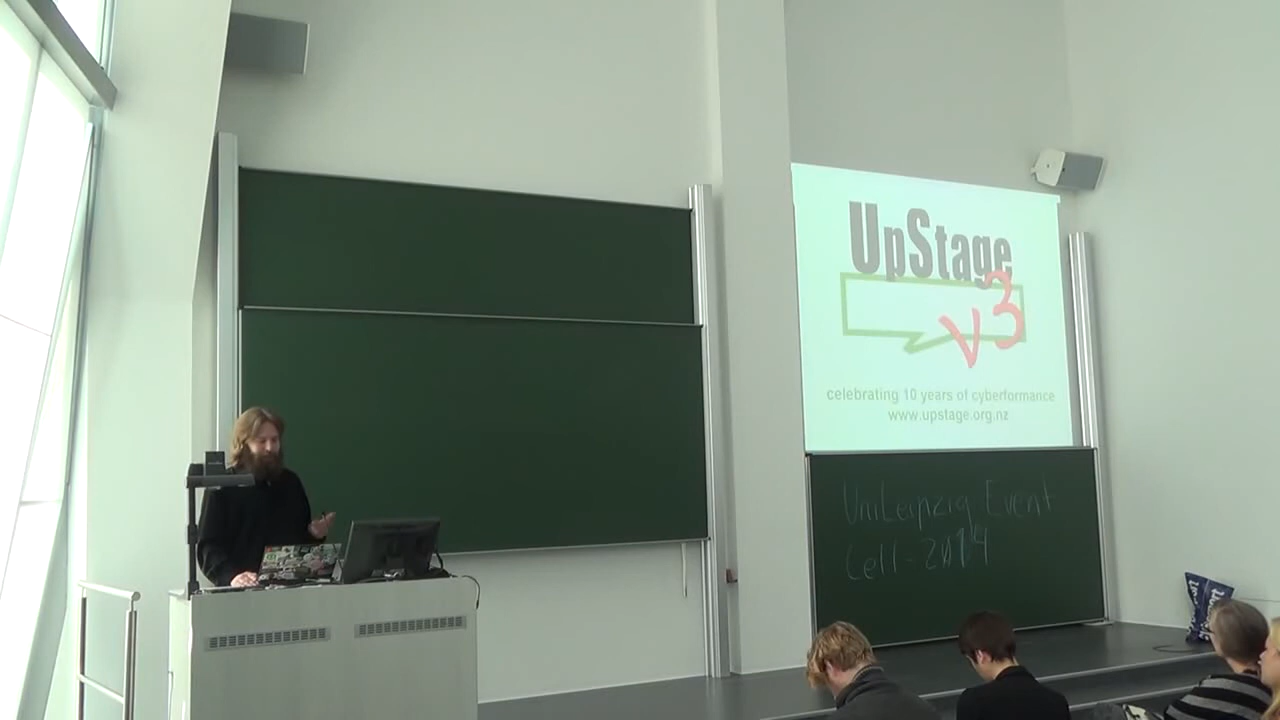 UpStage
v3
celebrating 10 years of cyberformance
www.upstage.org.nz
UniLeipzig Event
Cell-2014